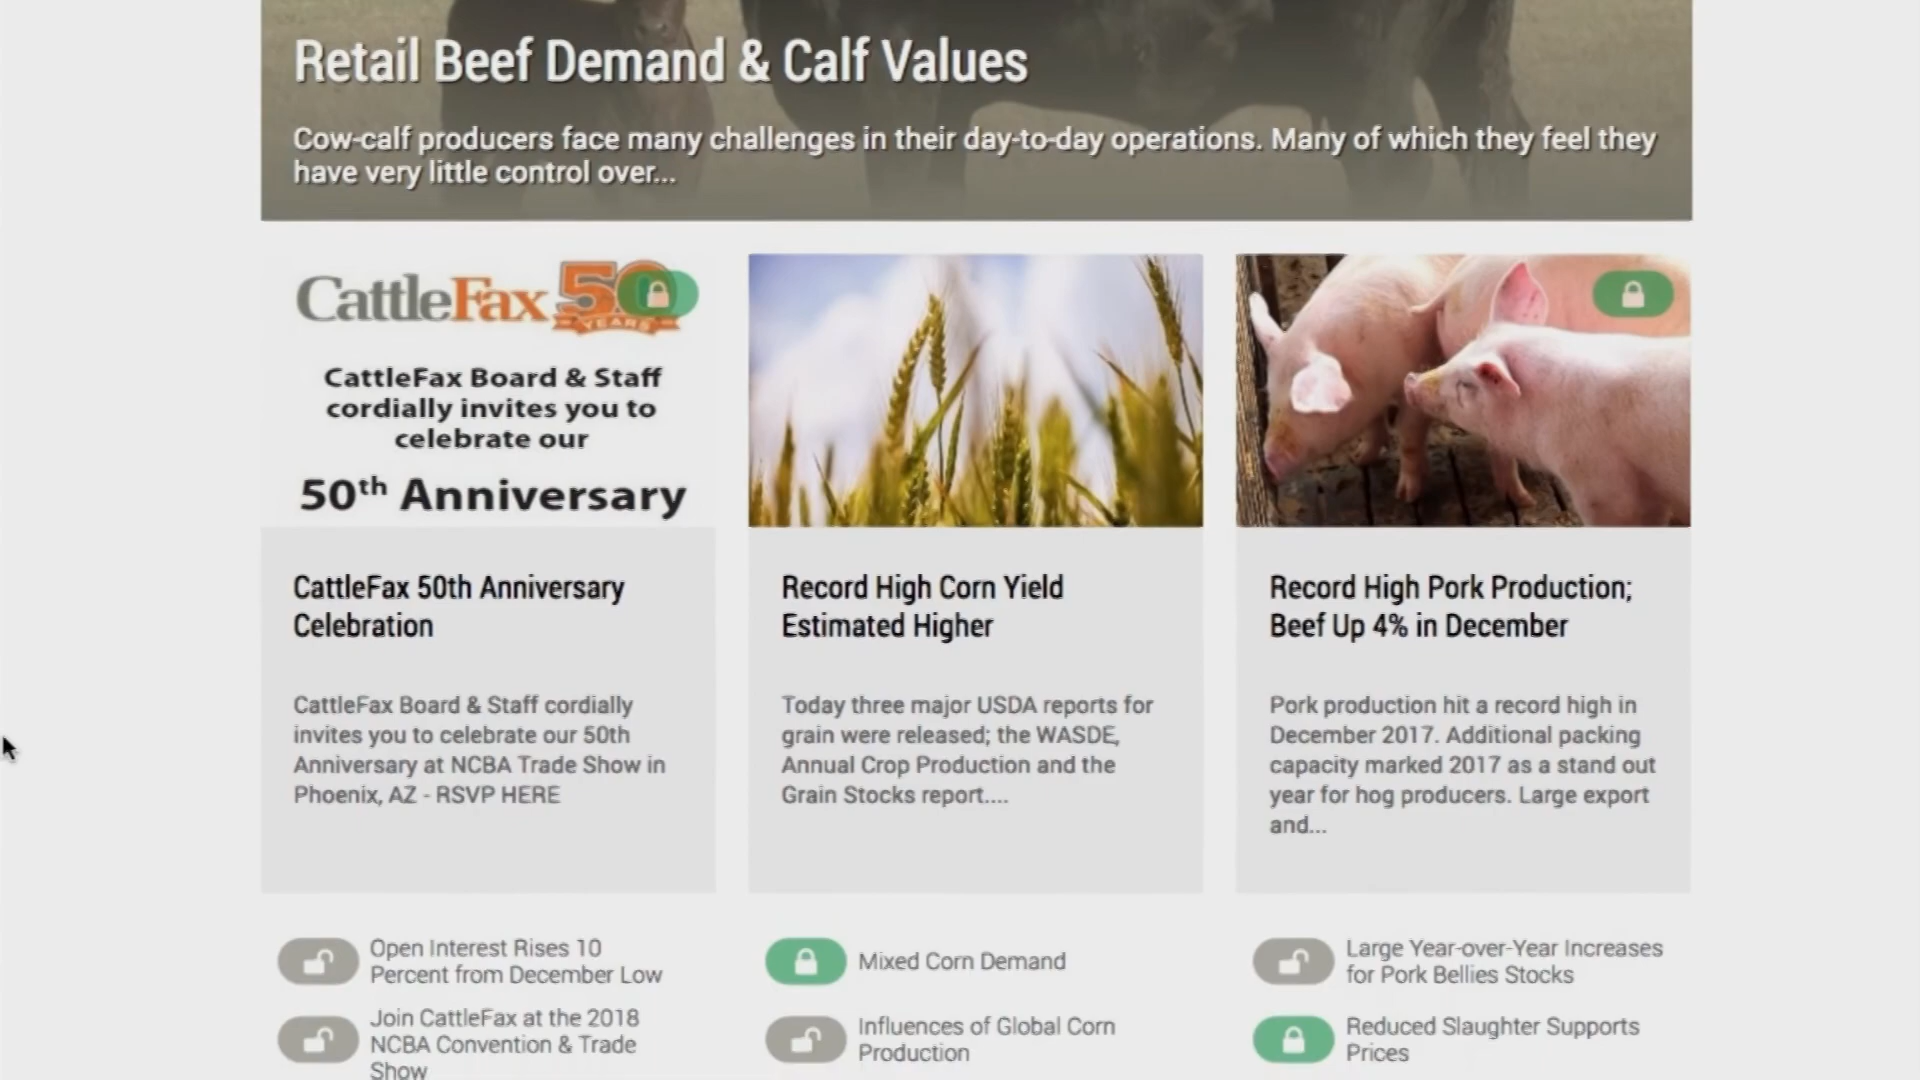 Retail Beef Demand & Calf Values
Cow-calf producers face many challenges in their day-to-day operations. Many of which they feel they
have very little control over...
CattleFax 50
YEARS
CattleFax Board & Staff
cordially invites you to
celebrate our
50th Anniversary
CattleFax 50th Anniversary
Celebration
CattleFax Board & Staff cordially
invites you to celebrate our 50th
Anniversary at NCBA Trade Show in
Phoenix, AZ - RSVP HERE
Record High Corn Yield
Estimated Higher
Today three major USDA reports for
grain were released; the WASDE,
Annual Crop Production and the
Grain Stocks report....
Record High Pork Production;
Beef Up 4% in December
Pork production hit a record high in
December 2017. Additional packing
capacity marked 2017 as a stand out
year for hog producers. Large export
and...
Open Interest Rises 10
Percent from December Low
Mixed Corn Demand
Large Year-over-Year Increases
for Pork Bellies Stocks
Join CattleFax at the 2018
NCBA Convention & Trade
Show
Influences of Global Corn
Production
Reduced Slaughter Supports
Prices